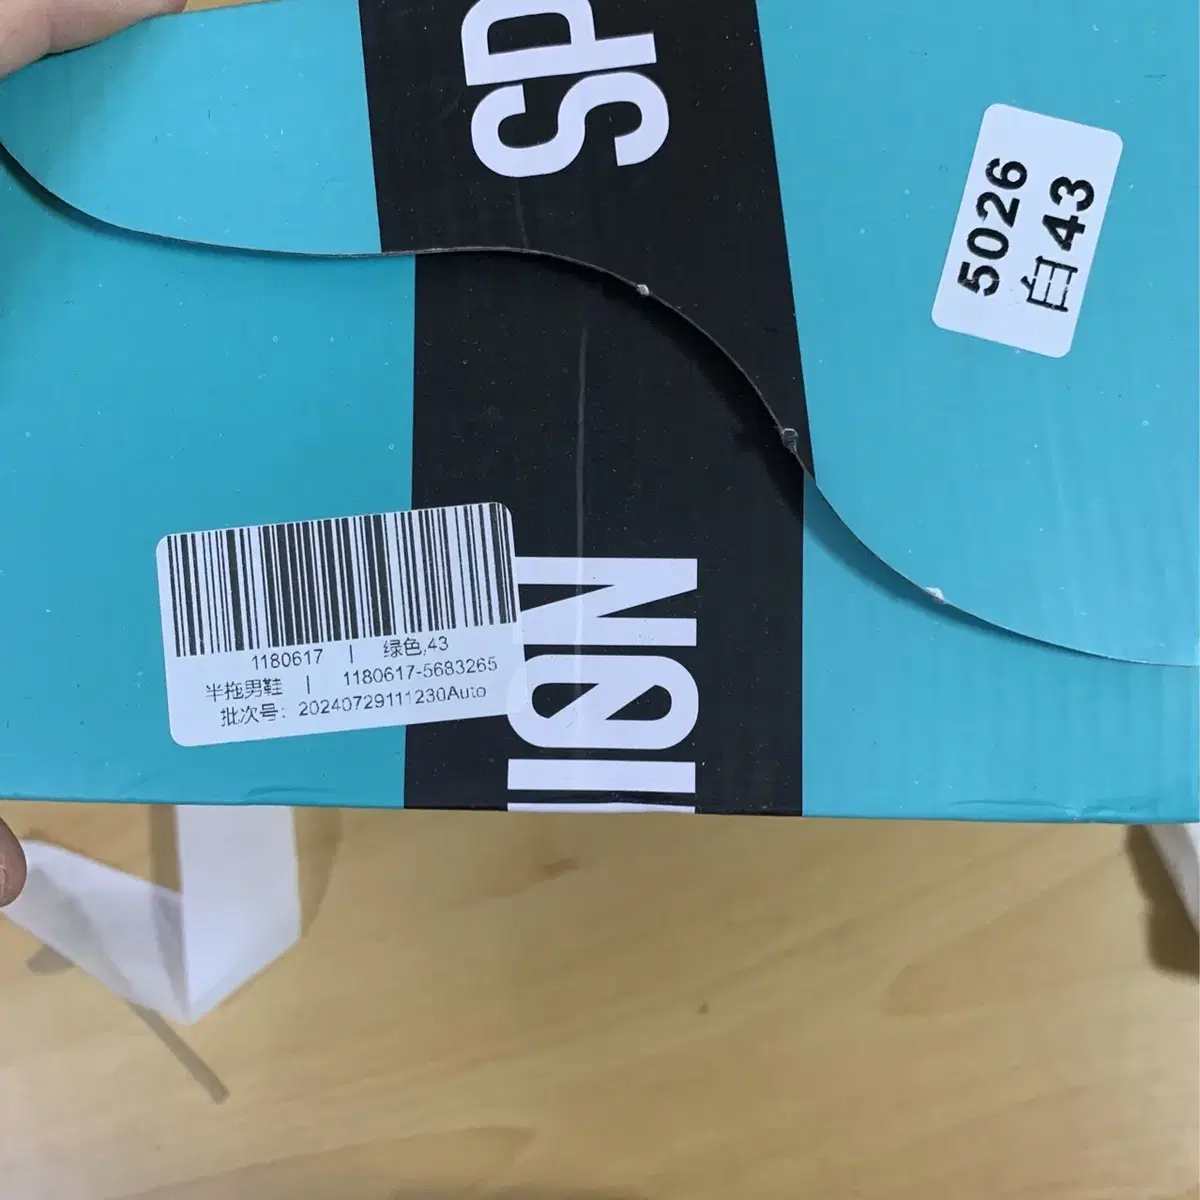 SP
5026
白43
1180617 | 绿色,43
半拖男鞋 | 1180617-5683265
批次号：20240729111230Auto
IØN